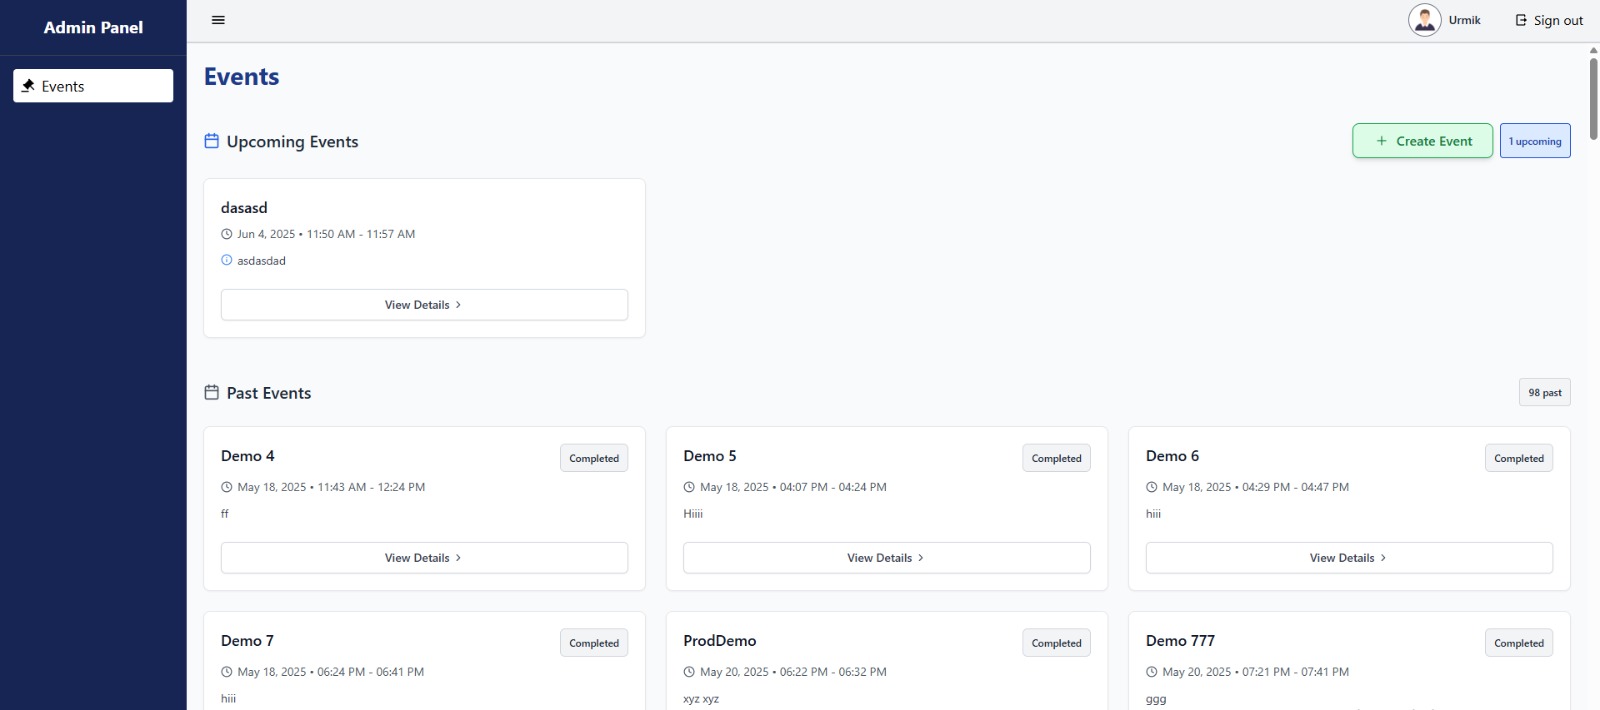 Admin Panel
Urmik
Sign out
Events
Events
Upcoming Events
+ Create Event
1 upcoming
dasasd
Jun 4, 2025 • 11:50 AM - 11:57 AM
asdasdad
View Details >
Past Events
98 past
Demo 4
Completed
May 18, 2025 • 11:43 AM - 12:24 PM
ff
View Details >
Demo 5
Completed
May 18, 2025 • 04:07 PM - 04:24 PM
Hiiii
View Details >
Demo 6
Completed
May 18, 2025 • 04:29 PM - 04:47 PM
hiii
View Details >
Demo 7
Completed
May 18, 2025 • 06:24 PM - 06:41 PM
hiii
ProdDemo
Completed
May 20, 2025 • 06:22 PM - 06:32 PM
xyz xyz
Demo 777
Completed
May 20, 2025 • 07:21 PM - 07:41 PM
ggg